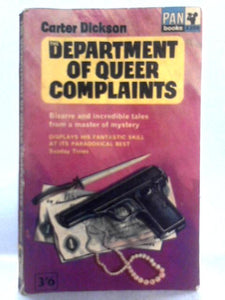 Carter Dickson
PAN
books
THE
DEPARTMENT
OF QUEER
COMPLAINTS
Bizarre and incredible tales
from a master of mystery
DISPLAYS HIS FANTASTIC SKILL
AT ITS PARADOXICAL BEST
Sunday Times
3'6